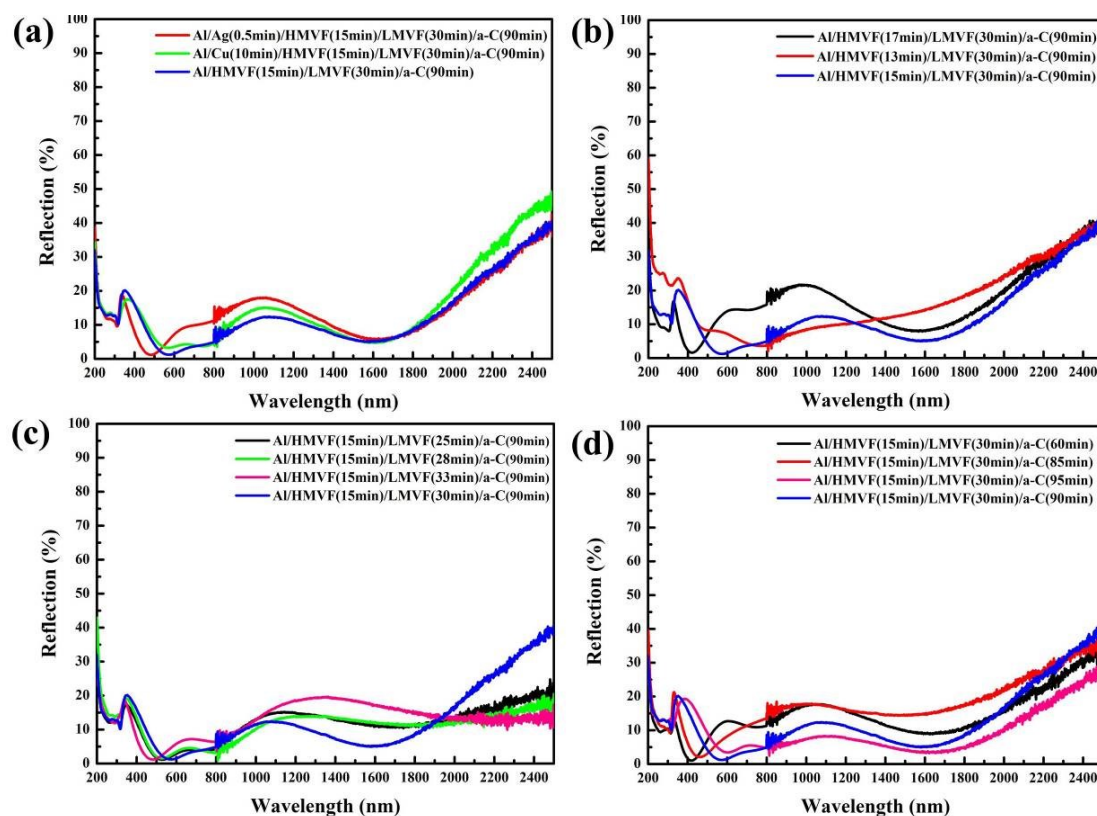 (a)
Al/Ag(0.5min)/HMVF(15min)/LMVF(30min)/a-C(90min)
Al/Cu(10min)/HMVF(15min)/LMVF(30min)/a-C(90min)
Al/HMVF(15min)/LMVF(30min)/a-C(90min)
100
90
80
70
60
50
40
30
20
10
0
Reflection (%)
200 400 600 800 1000 1200 1400 1600 1800 2000 2200 2400
Wavelength (nm)
(b)
Al/HMVF(17min)/LMVF(30min)/a-C(90min)
Al/HMVF(13min)/LMVF(30min)/a-C(90min)
Al/HMVF(15min)/LMVF(30min)/a-C(90min)
100
90
80
70
60
50
40
30
20
10
0
Reflection (%)
200 400 600 800 1000 1200 1400 1600 1800 2000 2200 2400
Wavelength (nm)
(c)
Al/HMVF(15min)/LMVF(25min)/a-C(90min)
Al/HMVF(15min)/LMVF(28min)/a-C(90min)
Al/HMVF(15min)/LMVF(33min)/a-C(90min)
Al/HMVF(15min)/LMVF(30min)/a-C(90min)
100
90
80
70
60
50
40
30
20
10
0
Reflection (%)
200 400 600 800 1000 1200 1400 1600 1800 2000 2200 2400
Wavelength (nm)
(d)
Al/HMVF(15min)/LMVF(30min)/a-C(60min)
Al/HMVF(15min)/LMVF(30min)/a-C(85min)
Al/HMVF(15min)/LMVF(30min)/a-C(95min)
Al/HMVF(15min)/LMVF(30min)/a-C(90min)
100
90
80
70
60
50
40
30
20
10
0
Reflection (%)
200 400 600 800 1000 1200 1400 1600 1800 2000 2200 2400
Wavelength (nm)